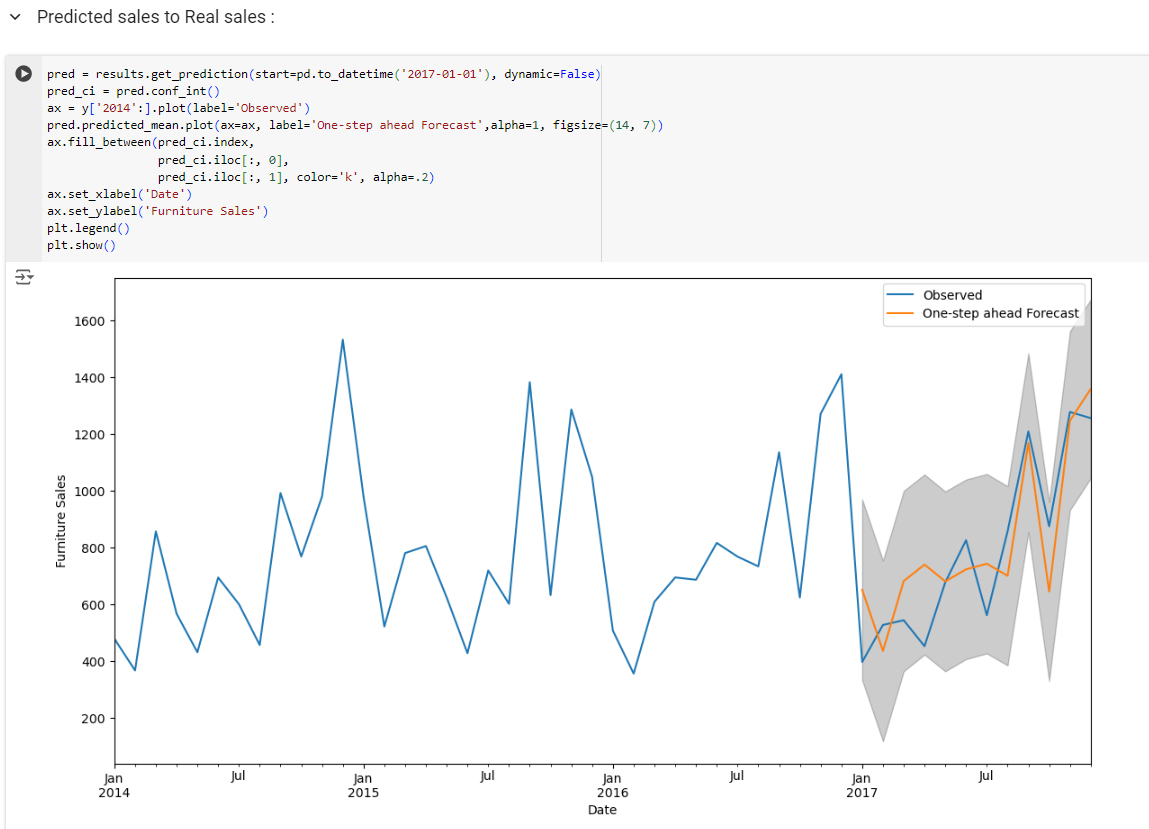 Predicted sales to Real sales :
pred = results.get_prediction(start=pd.to_datetime('2017-01-01'), dynamic=False)
pred_ci = pred.conf_int()
ax = y['2014':].plot(label='Observed')
pred.predicted_mean.plot(ax=ax, label='One-step ahead Forecast',alpha=1, figsize=(14, 7))
ax.fill_between(pred_ci.index,
pred_ci.iloc[:, 0],
pred_ci.iloc[:, 1], color='k', alpha=.2)
ax.set_xlabel('Date')
ax.set_ylabel('Furniture Sales')
plt.legend()
plt.show()
Observed
One-step ahead Forecast
1600
1400
1200
1000
800
600
400
200
Furniture Sales
Jan Jul Jan Jul Jan Jul Jan Jul
2014 2015 2016 2017
Date